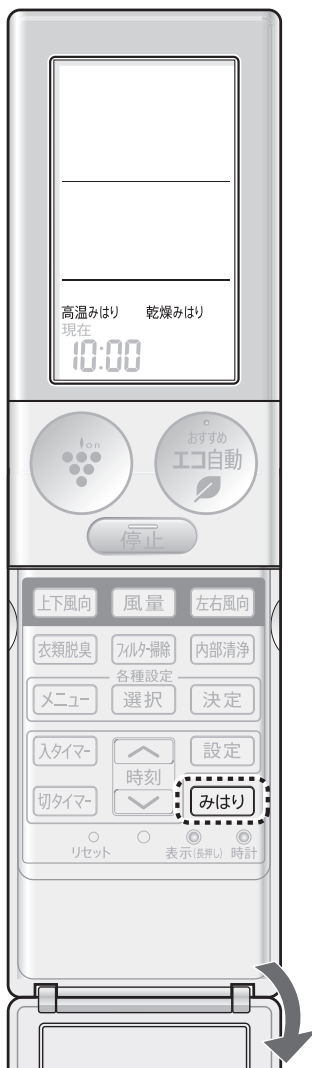 高温みはり 乾燥みはり
現在
10:00
Ion
おすすめ
エコ自動
停止
上下風向 風量 左右風向
衣類脱臭 フィルター掃除 内部清浄
各種設定
メニュー 選択 決定
入タイマー 設定
時刻
切タイマー みはり
リセット 表示(長押し) 時計